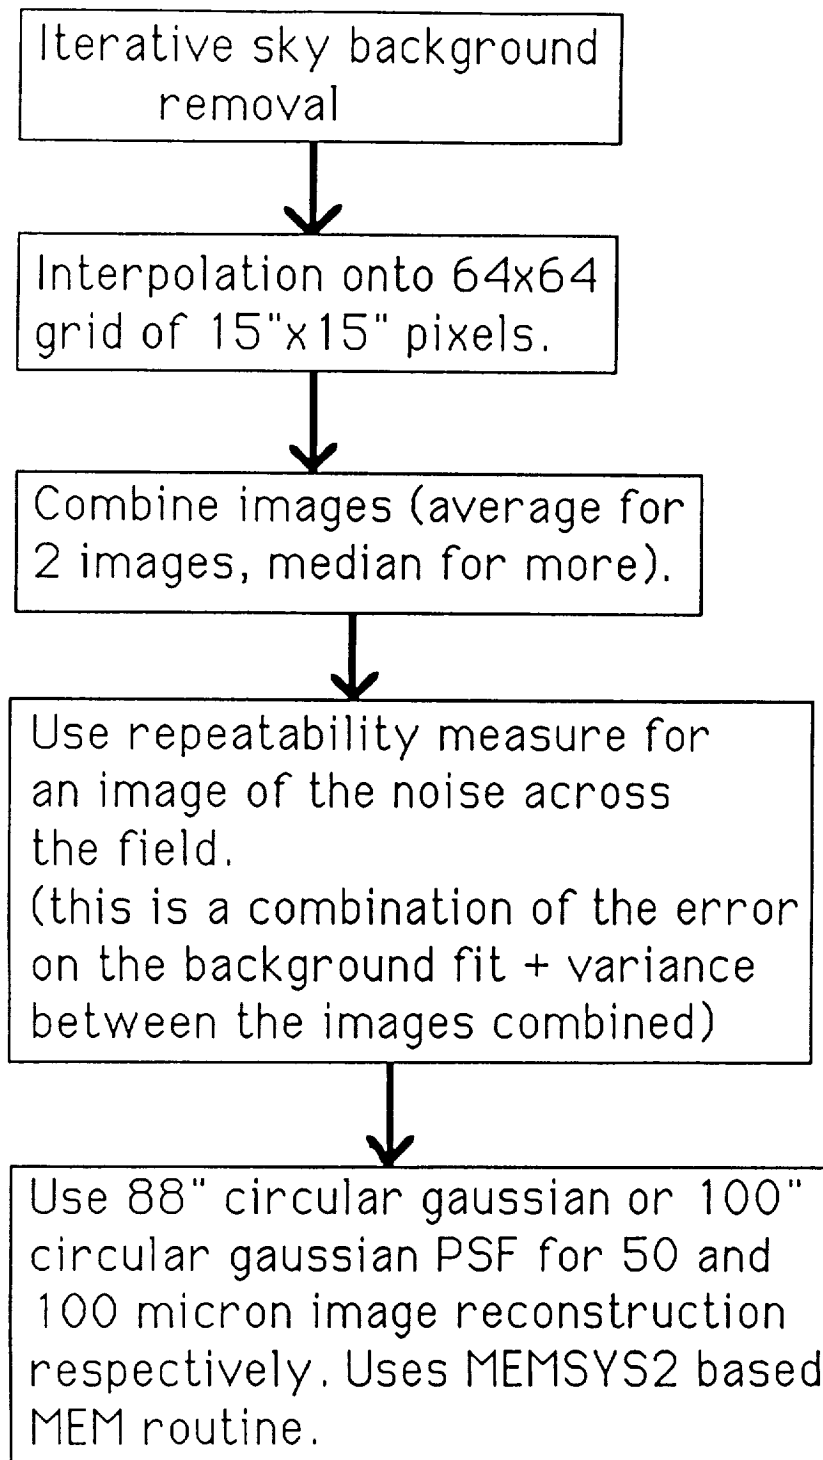 Iterative sky background
removal
Interpolation onto 64x64
grid of 15"x15" pixels.
Combine images (average for
2 images, median for more).
Use repeatability measure for
an image of the noise across
the field.
(this is a combination of the error
on the background fit + variance
between the images combined)
Use 88" circular gaussian or 100"
circular gaussian PSF for 50 and
100 micron image reconstruction
respectively. Uses MEMSYS2 based
MEM routine.